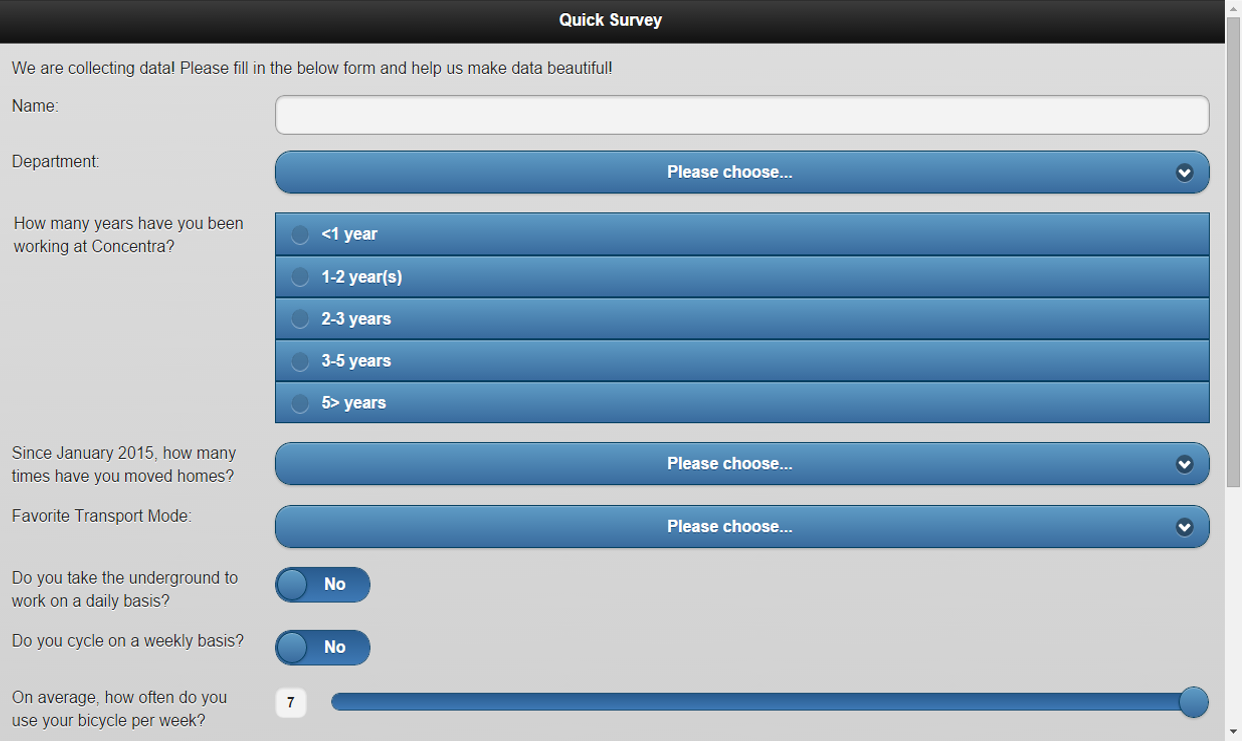 Quick Survey
We are collecting data! Please fill in the below form and help us make data beautiful!
Name:
Department:
Please choose...
How many years have you been
working at Concentra?
<1 year
1-2 year(s)
2-3 years
3-5 years
5> years
Since January 2015, how many
times have you moved homes?
Please choose...
Favorite Transport Mode:
Please choose...
Do you take the underground to
work on a daily basis?
No
Do you cycle on a weekly basis?
No
On average, how often do you
use your bicycle per week?
7